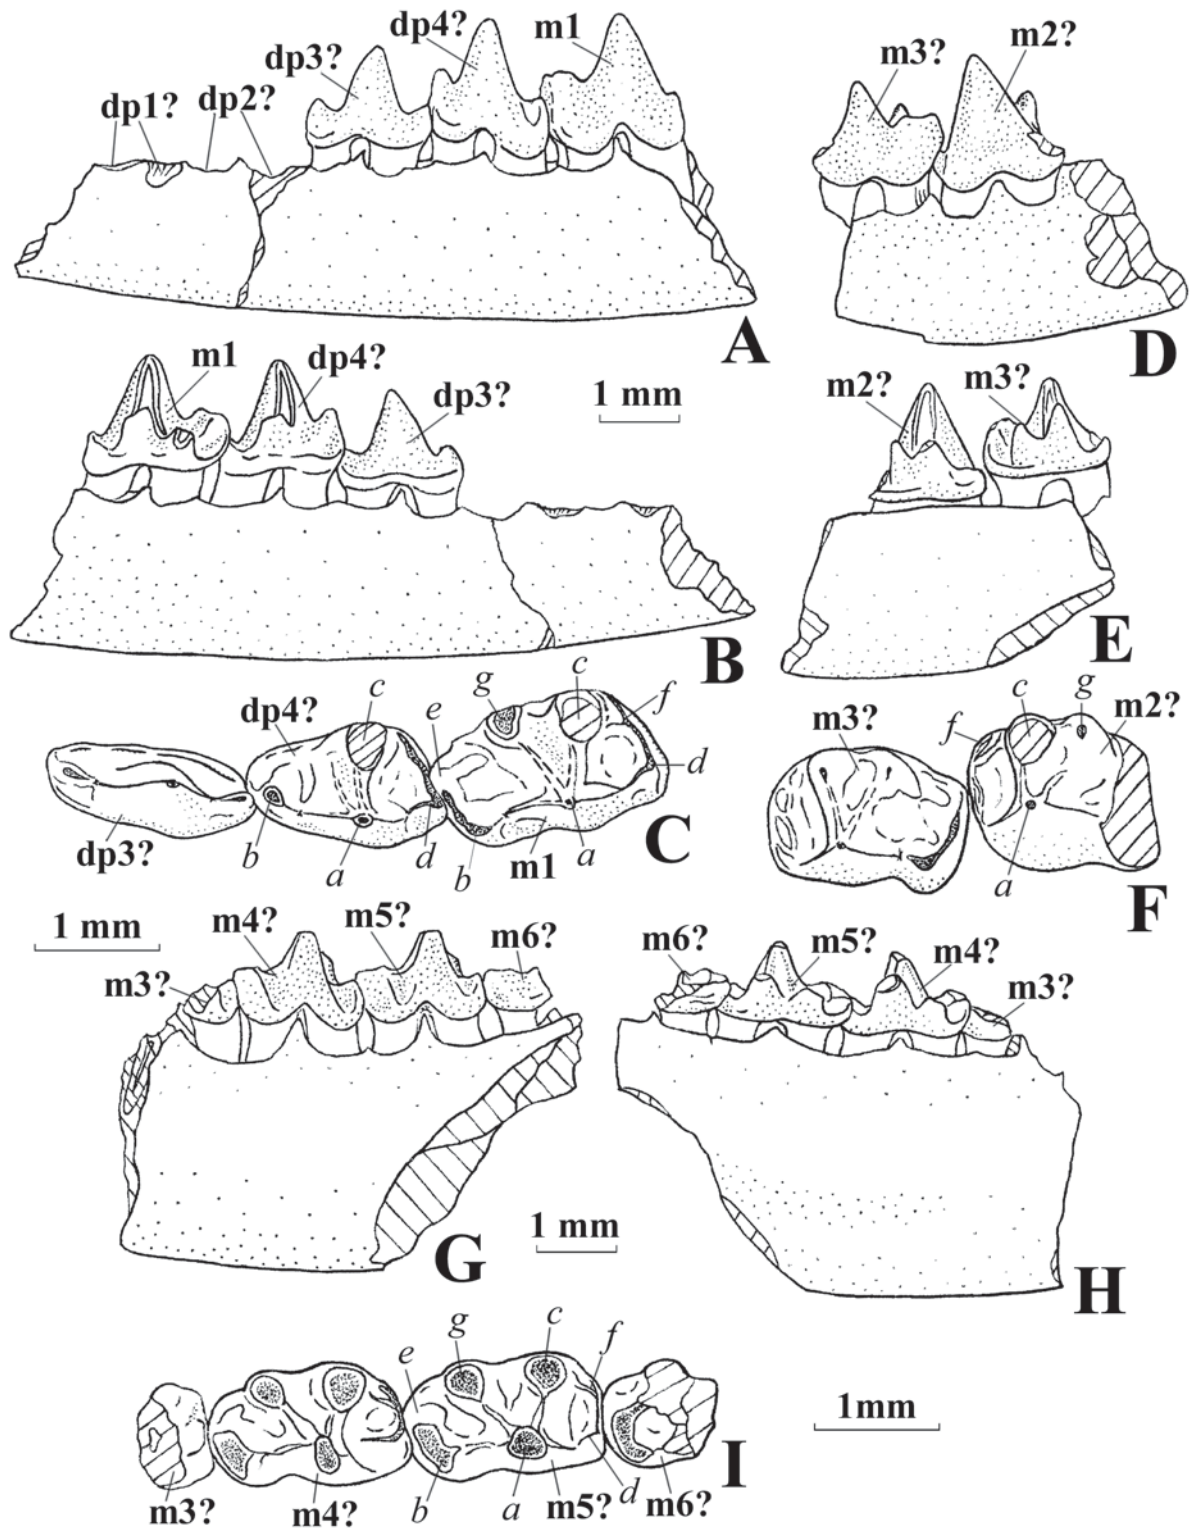 dp1? dp2? dp3? dp4? m1
A
m3? m2?
D
m1 dp4? dp3?
1 mm
B
m2? m3?
E
dp4? c e g c f
d
dp3? b a d b m1 a
C
m3? f c g m2?
a
F
1 mm
m3? m4? m5? m6?
1 mm
G
m6? m5? m4? m3?
H
e g c f
1mm
m3? m4? b a m5? d m6?
I